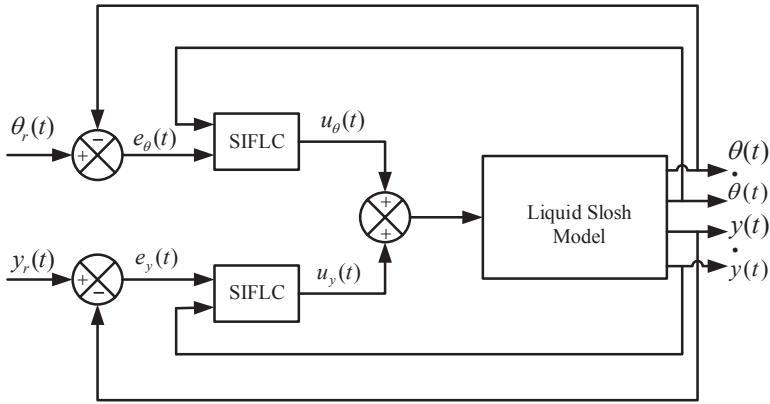 θ_r(t)
−
+
e_θ(t)
SIFLC
u_θ(t)
+
+
Liquid Slosh
Model
θ(t)
θ̇(t)
y(t)
ẏ(t)
y_r(t)
+
−
e_y(t)
SIFLC
u_y(t)